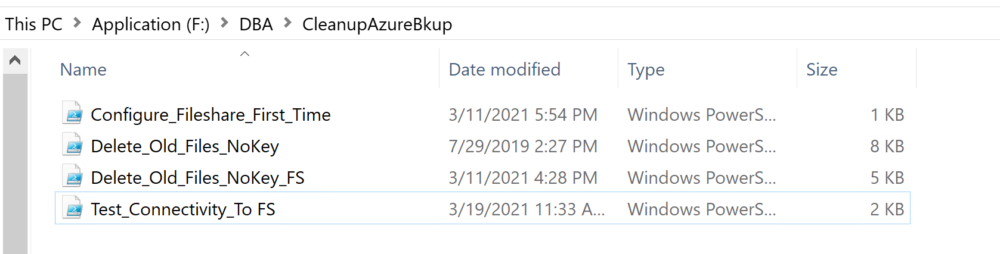 This PC > Application (F:) > DBA > CleanupAzureBkup
Name Date modified Type Size
Configure_Fileshare_First_Time 3/11/2021 5:54 PM Windows PowerS... 1 KB
Delete_Old_Files_NoKey 7/29/2019 2:27 PM Windows PowerS... 8 KB
Delete_Old_Files_NoKey_FS 3/11/2021 4:28 PM Windows PowerS... 5 KB
Test_Connectivity_To FS 3/19/2021 11:33 A... Windows PowerS... 2 KB